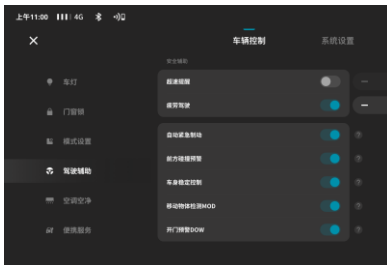 上午11:00 4G
车辆控制 系统设置
安全辅助
车灯
超速提醒
门窗锁
疲劳驾驶
模式设置
自动紧急制动
驾驶辅助
前方碰撞预警
空调空净
车身稳定控制
便携服务
移动物体检测MOD
开门预警DOW